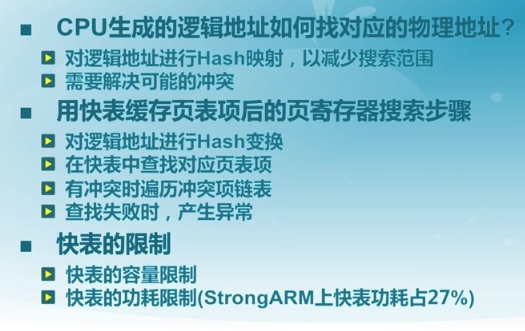 CPU生成的逻辑地址如何找对应的物理地址?
对逻辑地址进行Hash映射，以减少搜索范围
需要解决可能的冲突
用快表缓存页表项后的页寄存器搜索步骤
对逻辑地址进行Hash变换
在快表中查找对应页表项
有冲突时遍历冲突项链表
查找失败时，产生异常
快表的限制
快表的容量限制
快表的功耗限制(StrongARM上快表功耗占27%)